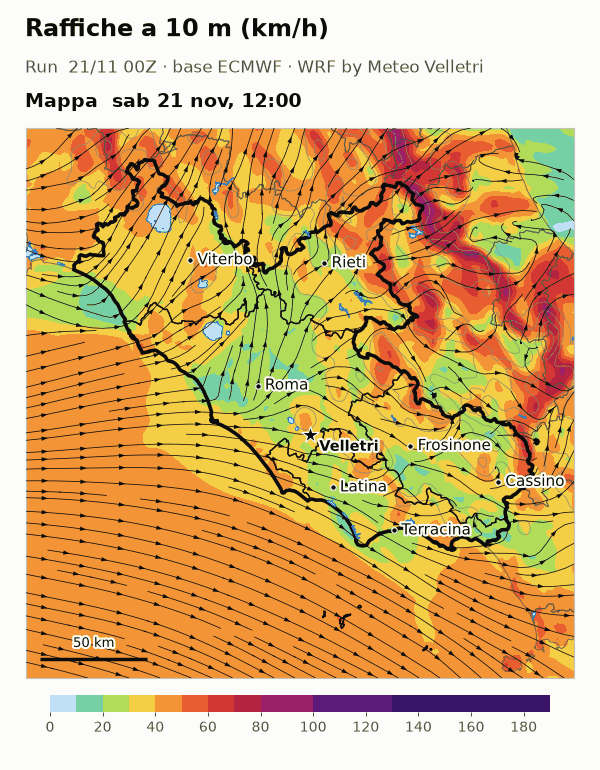 Raffiche a 10 m (km/h)
Run 21/11 00Z · base ECMWF · WRF by Meteo Velletri
Mappa sab 21 nov, 12:00
Viterbo
Rieti
Roma
Velletri
Frosinone
Latina
Cassino
Terracina
50 km
0 20 40 60 80 100 120 140 160 180